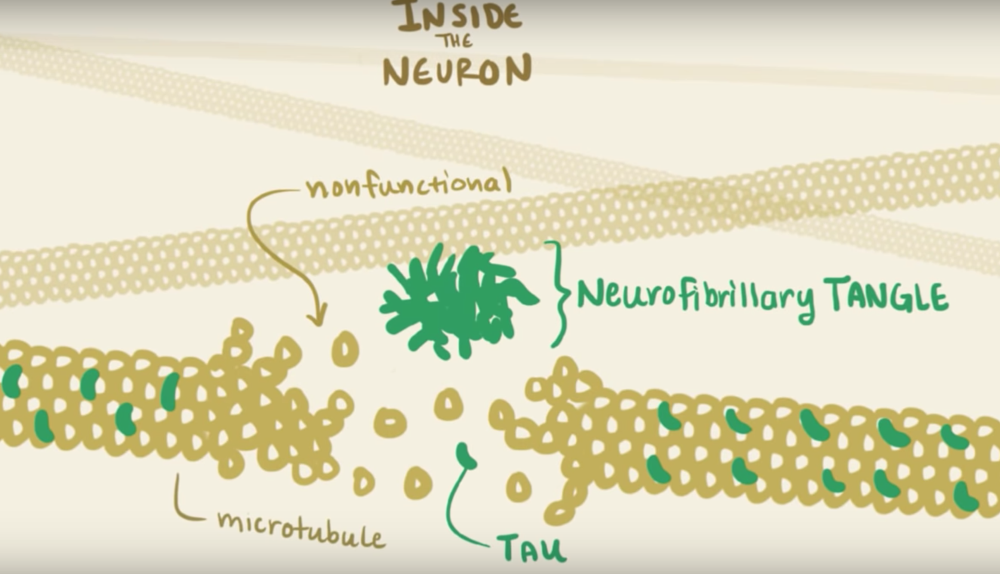 INSIDE
THE
NEURON
nonfunctional
Neurofibrillary TANGLE
microtubule
TAU